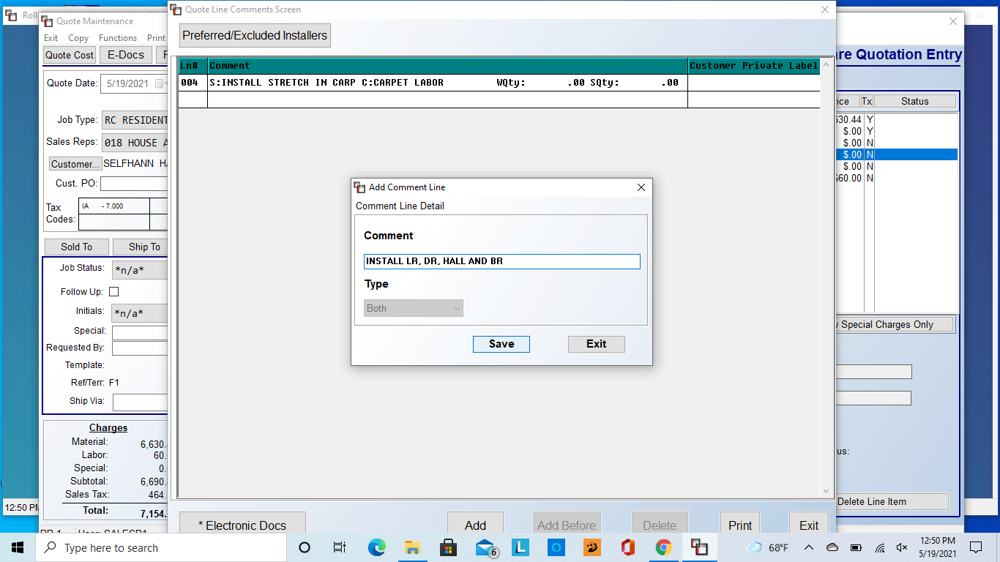 Roll
Quote Maintenance
Exit Copy Functions Print
Quote Cost E-Docs
Quote Date: 5/19/2021
Job Type: RC RESIDENT
Sales Reps: 018 HOUSE A
Customer... SELFHANN HA
Cust. PO:
Tax Codes: IA - 7.000
Sold To Ship To
Job Status: *n/a*
Follow Up:
Initials: *n/a*
Special:
Requested By:
Template:
Ref/Terr: F1
Ship Via:
Charges
Material: 6,630.
Labor: 60.
Special: 0.
Subtotal: 6,690.
Sales Tax: 464.
Total: 7,154.
12:50 PM
Quote Line Comments Screen
Preferred/Excluded Installers
Ln# Comment Customer Private Label
004 S:INSTALL STRETCH IN CARP C:CARPET LABOR WQty: .00 SQty: .00
Add Comment Line
Comment Line Detail
Comment
INSTALL LR, DR, HALL AND BR
Type
Both
Save Exit
* Electronic Docs Add Add Before Delete Print Exit
re Quotation Entry
ice Tx Status
630.44 Y
$.00 Y
$.00 N
$.00 N
$.00 N
$60.00 N
Special Charges Only
us:
Delete Line Item
Type here to search
6
L
68°F
12:50 PM
5/19/2021